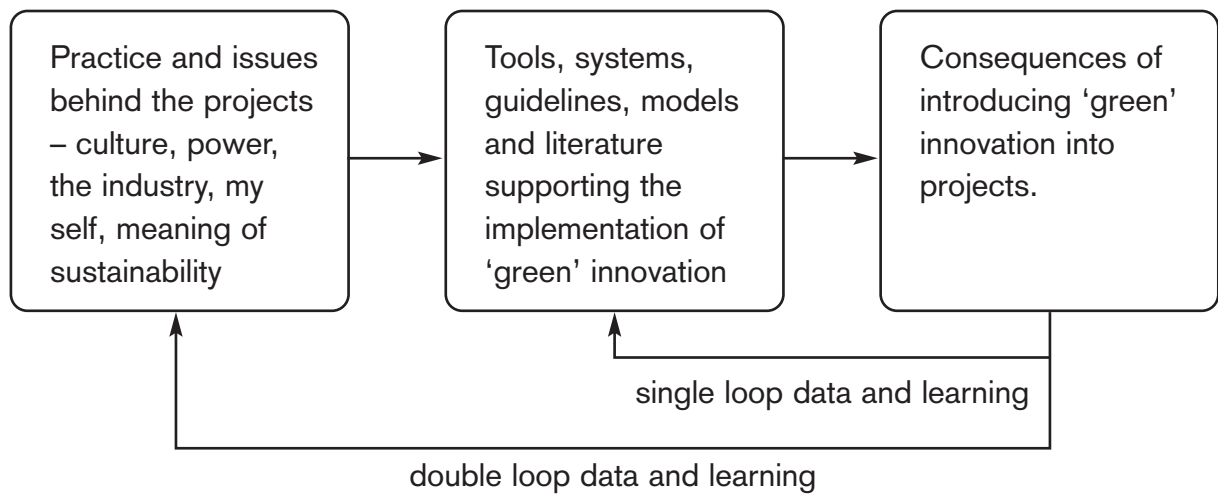 Practice and issues
behind the projects
– culture, power,
the industry, my
self, meaning of
sustainability
Tools, systems,
guidelines, models
and literature
supporting the
implementation of
‘green’ innovation
Consequences of
introducing ‘green’
innovation into
projects.
single loop data and learning
double loop data and learning